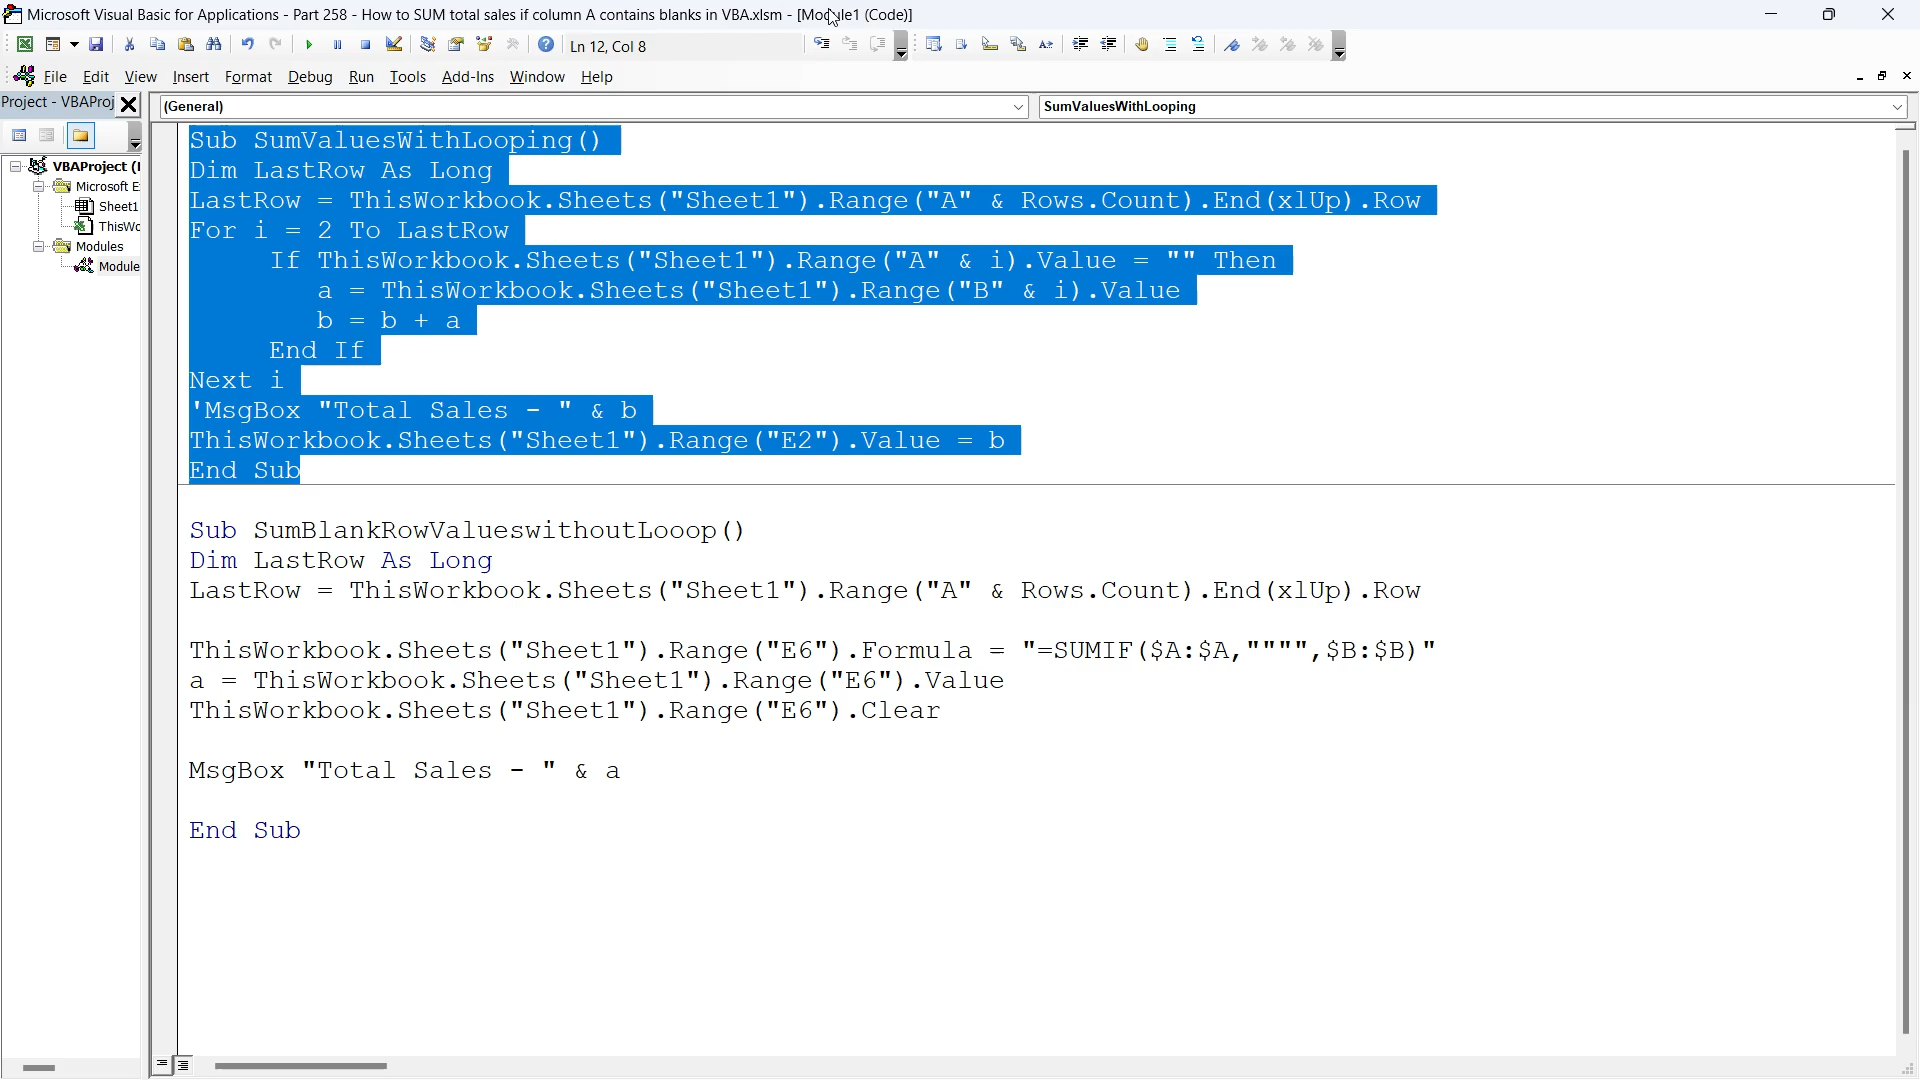 Microsoft Visual Basic for Applications - Part 258 - How to SUM total sales if column A contains blanks in VBA.xlsm - [Module1 (Code)]
Ln 12, Col 8
File Edit View Insert Format Debug Run Tools Add-Ins Window Help
Project - VBAProj
(General)
SumValuesWithLooping
VBAProject (
Microsoft E
Sheet1
ThisWo
Modules
Module
Sub SumValuesWithLooping()
Dim LastRow As Long
LastRow = ThisWorkbook.Sheets("Sheet1").Range("A" & Rows.Count).End(xlUp).Row
For i = 2 To LastRow
If ThisWorkbook.Sheets("Sheet1").Range("A" & i).Value = "" Then
a = ThisWorkbook.Sheets("Sheet1").Range("B" & i).Value
b = b + a
End If
Next i
'MsgBox "Total Sales - " & b
ThisWorkbook.Sheets("Sheet1").Range("E2").Value = b
End Sub
Sub SumBlankRowValueswithoutLooop()
Dim LastRow As Long
LastRow = ThisWorkbook.Sheets("Sheet1").Range("A" & Rows.Count).End(xlUp).Row
ThisWorkbook.Sheets("Sheet1").Range("E6").Formula = "=SUMIF($A:$A,"""",$B:$B)"
a = ThisWorkbook.Sheets("Sheet1").Range("E6").Value
ThisWorkbook.Sheets("Sheet1").Range("E6").Clear
MsgBox "Total Sales - " & a
End Sub